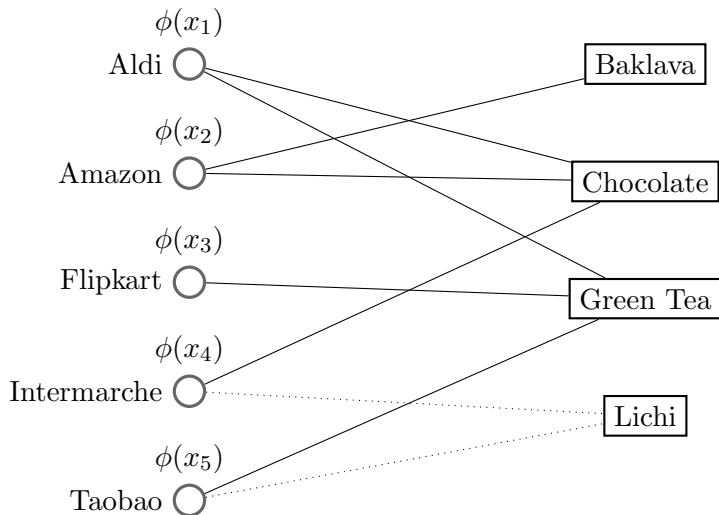 ϕ(x₁)
Aldi
Baklava
ϕ(x₂)
Amazon
Chocolate
ϕ(x₃)
Flipkart
Green Tea
ϕ(x₄)
Intermarche
Lichi
ϕ(x₅)
Taobao